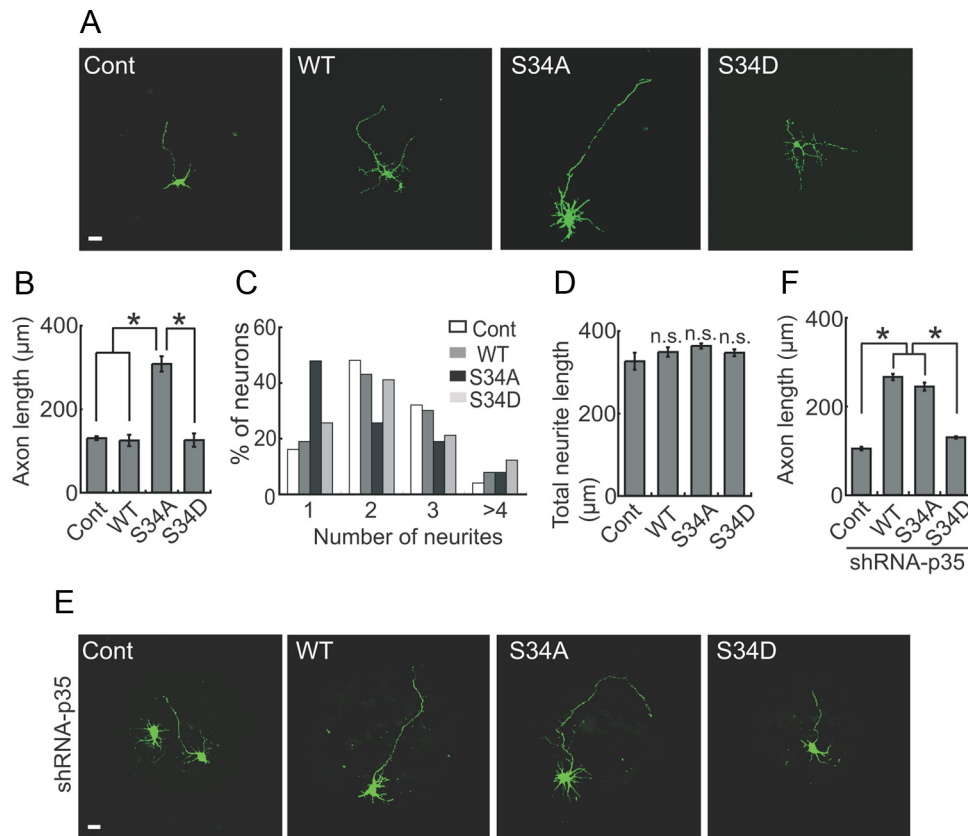 A
Cont
WT
S34A
S34D
B
Axon length (µm)
400
200
0
*
*
Cont
WT
S34A
S34D
C
% of neurons
60
40
20
0
Cont
WT
S34A
S34D
1
2
3
>4
Number of neurites
D
Total neurite length
(µm)
400
200
0
n.s.
n.s.
n.s.
Cont
WT
S34A
S34D
F
Axon length (µm)
400
200
0
*
*
Cont
WT
S34A
S34D
shRNA-p35
E
shRNA-p35
Cont
WT
S34A
S34D